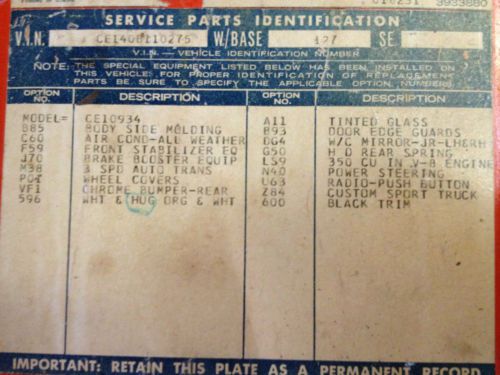 3933880
SERVICE PARTS IDENTIFICATION
V.I.N. W/BASE 127 SE
V.I.N.— VEHICLE IDENTIFICATION NUMBER
NOTE: THE SPECIAL EQUIPMENT LISTED BELOW HAS BEEN INSTALLED ON
THIS VEHICLE. FOR PROPER IDENTIFICATION OF REPLACEMENT
PARTS BE SURE TO SPECIFY THE APPLICABLE OPTION NUMBER.
OPTION NO. DESCRIPTION OPTION NO. DESCRIPTION
MODEL= CE10934 A11 TINTED GLASS
B85 BODY SIDE MOLDING B93 DOOR EDGE GUARDS
C60 AIR COND-ALL WEATHER DG4 W/C MIRROR-JR-LH&RH
F59 FRONT STABILIZER EQ G50 H D REAR SPRING
J70 BRAKE BOOSTER EQUIP LS9 350 CU IN V-8 ENGINE
M38 3 SPD AUTO TRANS N40 POWER STEERING
P01 WHEEL COVERS U63 RADIO-PUSH BUTTON
VF1 CHROME BUMPER-REAR Z84 CUSTOM SPORT TRUCK
596 WHT & HUG ORG & WHT 600 BLACK TRIM
IMPORTANT: RETAIN THIS PLATE AS A PERMANENT RECORD